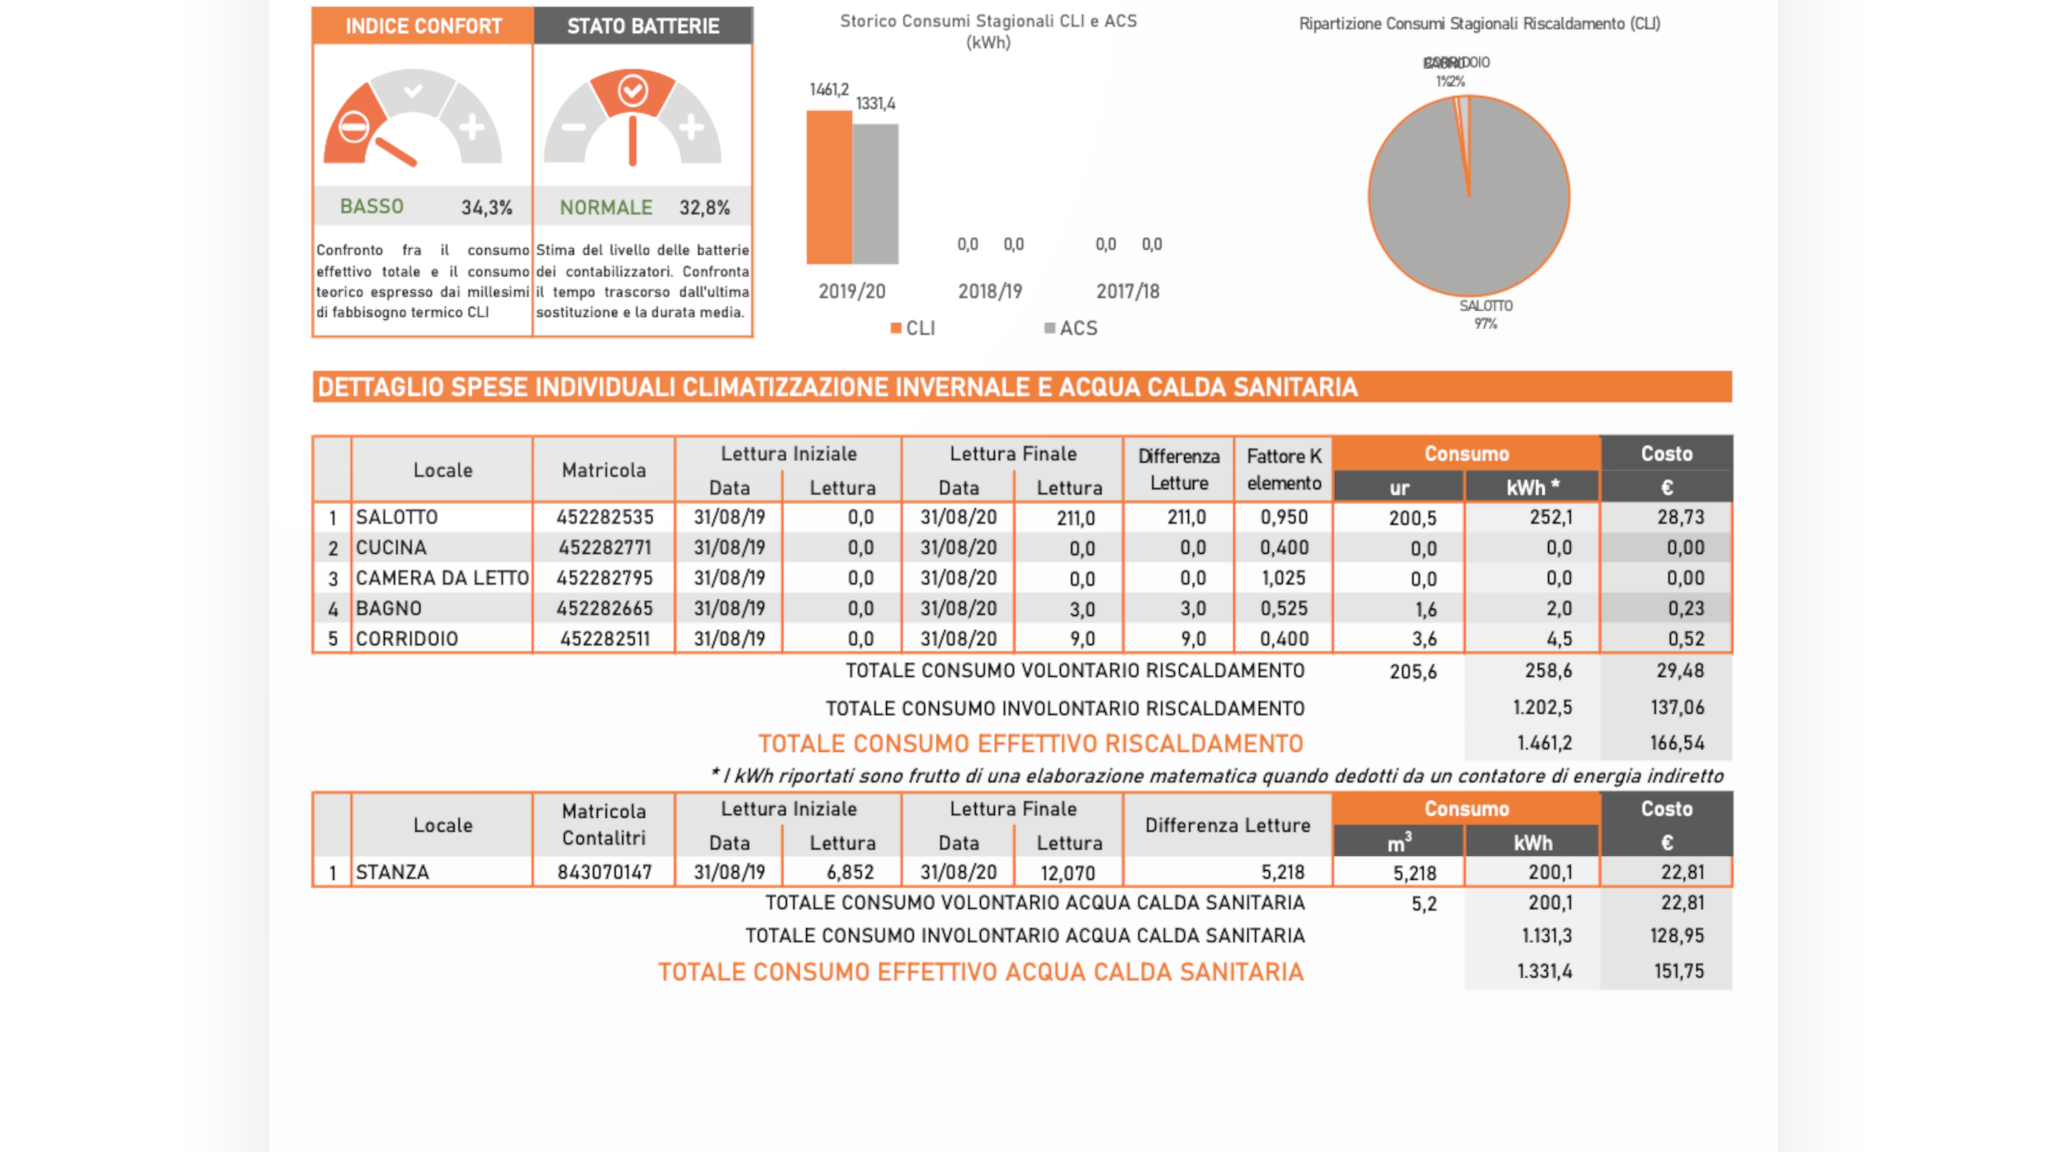 INDICE CONFORT
STATO BATTERIE
BASSO 34,3%
NORMALE 32,8%
Confronto fra il consumo
effettivo totale e il consumo
teorico espresso dai millesimi
di fabbisogno termico CLI
Stima del livello delle batterie
dei contabilizzatori. Confronta
il tempo trascorso dall'ultima
sostituzione e la durata media.
Storico Consumi Stagionali CLI e ACS
(kWh)
1461,2
1331,4
0,0 0,0 0,0 0,0
2019/20 2018/19 2017/18
CLI ACS
Ripartizione Consumi Stagionali Riscaldamento (CLI)
BAGNO
1%
CORRIDOIO
2%
SALOTTO
97%
DETTAGLIO SPESE INDIVIDUALI CLIMATIZZAZIONE INVERNALE E ACQUA CALDA SANITARIA
Locale Matricola Lettura Iniziale Lettura Finale Differenza Letture Fattore K elemento Consumo Costo
Data Lettura Data Lettura ur kWh * €
1 SALOTTO 452282535 31/08/19 0,0 31/08/20 211,0 211,0 0,950 200,5 252,1 28,73
2 CUCINA 452282771 31/08/19 0,0 31/08/20 0,0 0,0 0,400 0,0 0,0 0,00
3 CAMERA DA LETTO 452282795 31/08/19 0,0 31/08/20 0,0 0,0 1,025 0,0 0,0 0,00
4 BAGNO 452282665 31/08/19 0,0 31/08/20 3,0 3,0 0,525 1,6 2,0 0,23
5 CORRIDOIO 452282511 31/08/19 0,0 31/08/20 9,0 9,0 0,400 3,6 4,5 0,52
TOTALE CONSUMO VOLONTARIO RISCALDAMENTO 205,6 258,6 29,48
TOTALE CONSUMO INVOLONTARIO RISCALDAMENTO 1.202,5 137,06
TOTALE CONSUMO EFFETTIVO RISCALDAMENTO 1.461,2 166,54
* I kWh riportati sono frutto di una elaborazione matematica quando dedotti da un contatore di energia indiretto
Locale Matricola Contalitri Lettura Iniziale Lettura Finale Differenza Letture Consumo Costo
Data Lettura Data Lettura m³ kWh €
1 STANZA 843070147 31/08/19 6,852 31/08/20 12,070 5,218 5,218 200,1 22,81
TOTALE CONSUMO VOLONTARIO ACQUA CALDA SANITARIA 5,2 200,1 22,81
TOTALE CONSUMO INVOLONTARIO ACQUA CALDA SANITARIA 1.131,3 128,95
TOTALE CONSUMO EFFETTIVO ACQUA CALDA SANITARIA 1.331,4 151,75